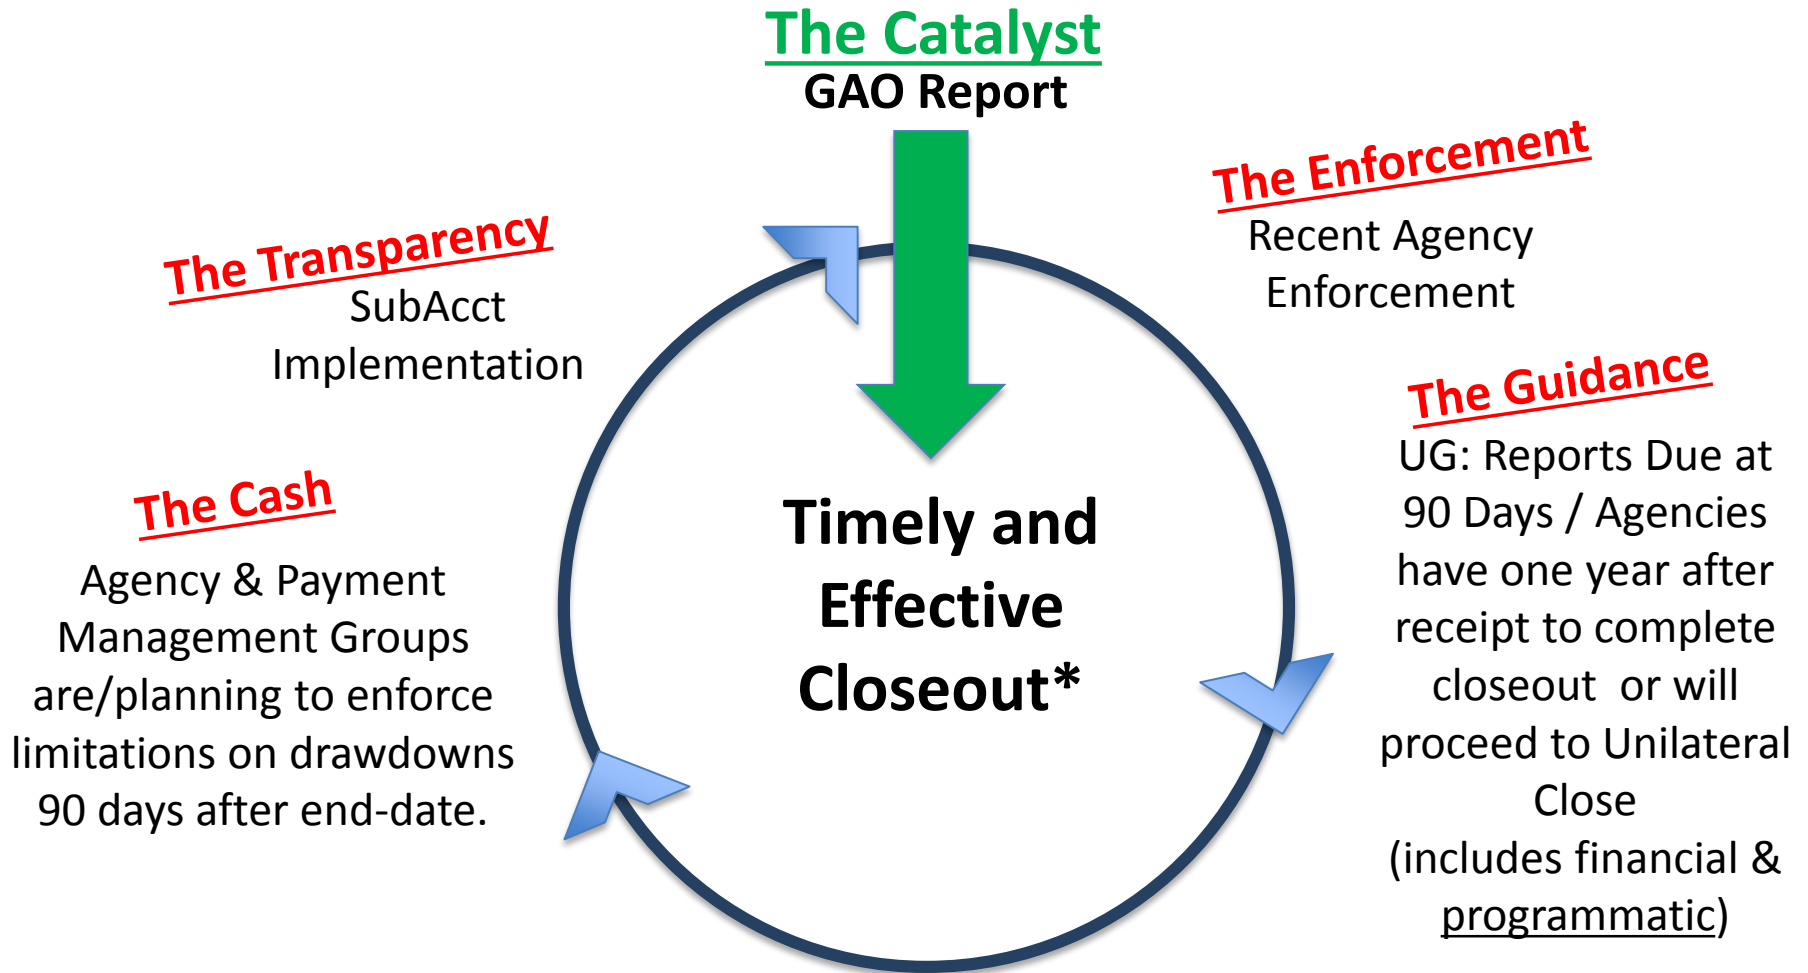 The Catalyst
GAO Report
The Enforcement
Recent Agency
Enforcement
The Transparency
SubAcct
Implementation
The Guidance
UG: Reports Due at
90 Days / Agencies
have one year after
receipt to complete
closeout  or will
proceed to Unilateral
Close
(includes financial &
programmatic)
The Cash
Agency & Payment
Management Groups
are/planning to enforce
limitations on drawdowns
90 days after end-date.
Timely and
Effective
Closeout*